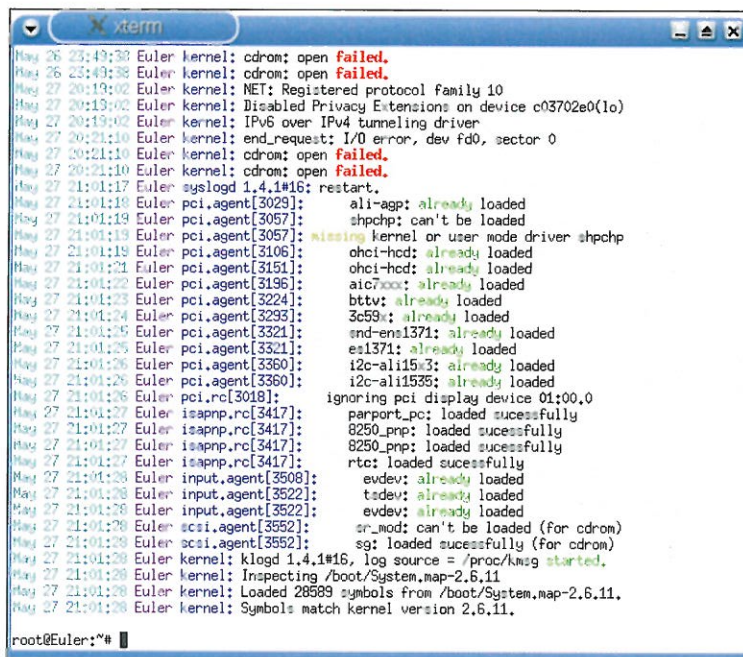 xterm
May 26 23:49:38 Euler kernel: cdrom: open failed.
May 26 23:49:38 Euler kernel: cdrom: open failed.
May 27 20:19:02 Euler kernel: NET: Registered protocol family 10
May 27 20:19:02 Euler kernel: Disabled Privacy Extensions on device c03702e0(lo)
May 27 20:19:02 Euler kernel: IPv6 over IPv4 tunneling driver
May 27 20:21:10 Euler kernel: end_request: I/O error, dev fd0, sector 0
May 27 20:21:10 Euler kernel: cdrom: open failed.
May 27 20:21:10 Euler kernel: cdrom: open failed.
May 27 21:01:17 Euler syslogd 1.4.1#16: restart.
May 27 21:01:18 Euler pci.agent[3029]: ali-agp: already loaded
May 27 21:01:19 Euler pci.agent[3057]: shpchp: can't be loaded
May 27 21:01:19 Euler pci.agent[3057]: missing kernel or user mode driver shpchp
May 27 21:01:19 Euler pci.agent[3106]: ohci-hcd: already loaded
May 27 21:01:21 Euler pci.agent[3151]: ohci-hcd: already loaded
May 27 21:01:22 Euler pci.agent[3196]: aic7xxx: already loaded
May 27 21:01:23 Euler pci.agent[3224]: bttv: already loaded
May 27 21:01:24 Euler pci.agent[3293]: 3c59x: already loaded
May 27 21:01:25 Euler pci.agent[3321]: snd-ens1371: already loaded
May 27 21:01:25 Euler pci.agent[3321]: es1371: already loaded
May 27 21:01:26 Euler pci.agent[3360]: i2c-ali15x3: already loaded
May 27 21:01:26 Euler pci.agent[3360]: i2c-ali1535: already loaded
May 27 21:01:26 Euler pci.rc[3018]: ignoring pci display device 01:00.0
May 27 21:01:27 Euler isapnp.rc[3417]: parport_pc: loaded sucessfully
May 27 21:01:27 Euler isapnp.rc[3417]: 8250_pnp: loaded sucessfully
May 27 21:01:27 Euler isapnp.rc[3417]: 8250_pnp: loaded sucessfully
May 27 21:01:27 Euler isapnp.rc[3417]: rtc: loaded sucessfully
May 27 21:01:28 Euler input.agent[3508]: evdev: already loaded
May 27 21:01:28 Euler input.agent[3522]: tsdev: already loaded
May 27 21:01:28 Euler input.agent[3522]: evdev: already loaded
May 27 21:01:28 Euler scsi.agent[3552]: sr_mod: can't be loaded (for cdrom)
May 27 21:01:28 Euler scsi.agent[3552]: sg: loaded sucessfully (for cdrom)
May 27 21:01:28 Euler kernel: klogd 1.4.1#16, log source = /proc/kmsg started.
May 27 21:01:28 Euler kernel: Inspecting /boot/System.map-2.6.11
May 27 21:01:28 Euler kernel: Loaded 28589 symbols from /boot/System.map-2.6.11.
May 27 21:01:28 Euler kernel: Symbols match kernel version 2.6.11.
root@Euler:~#